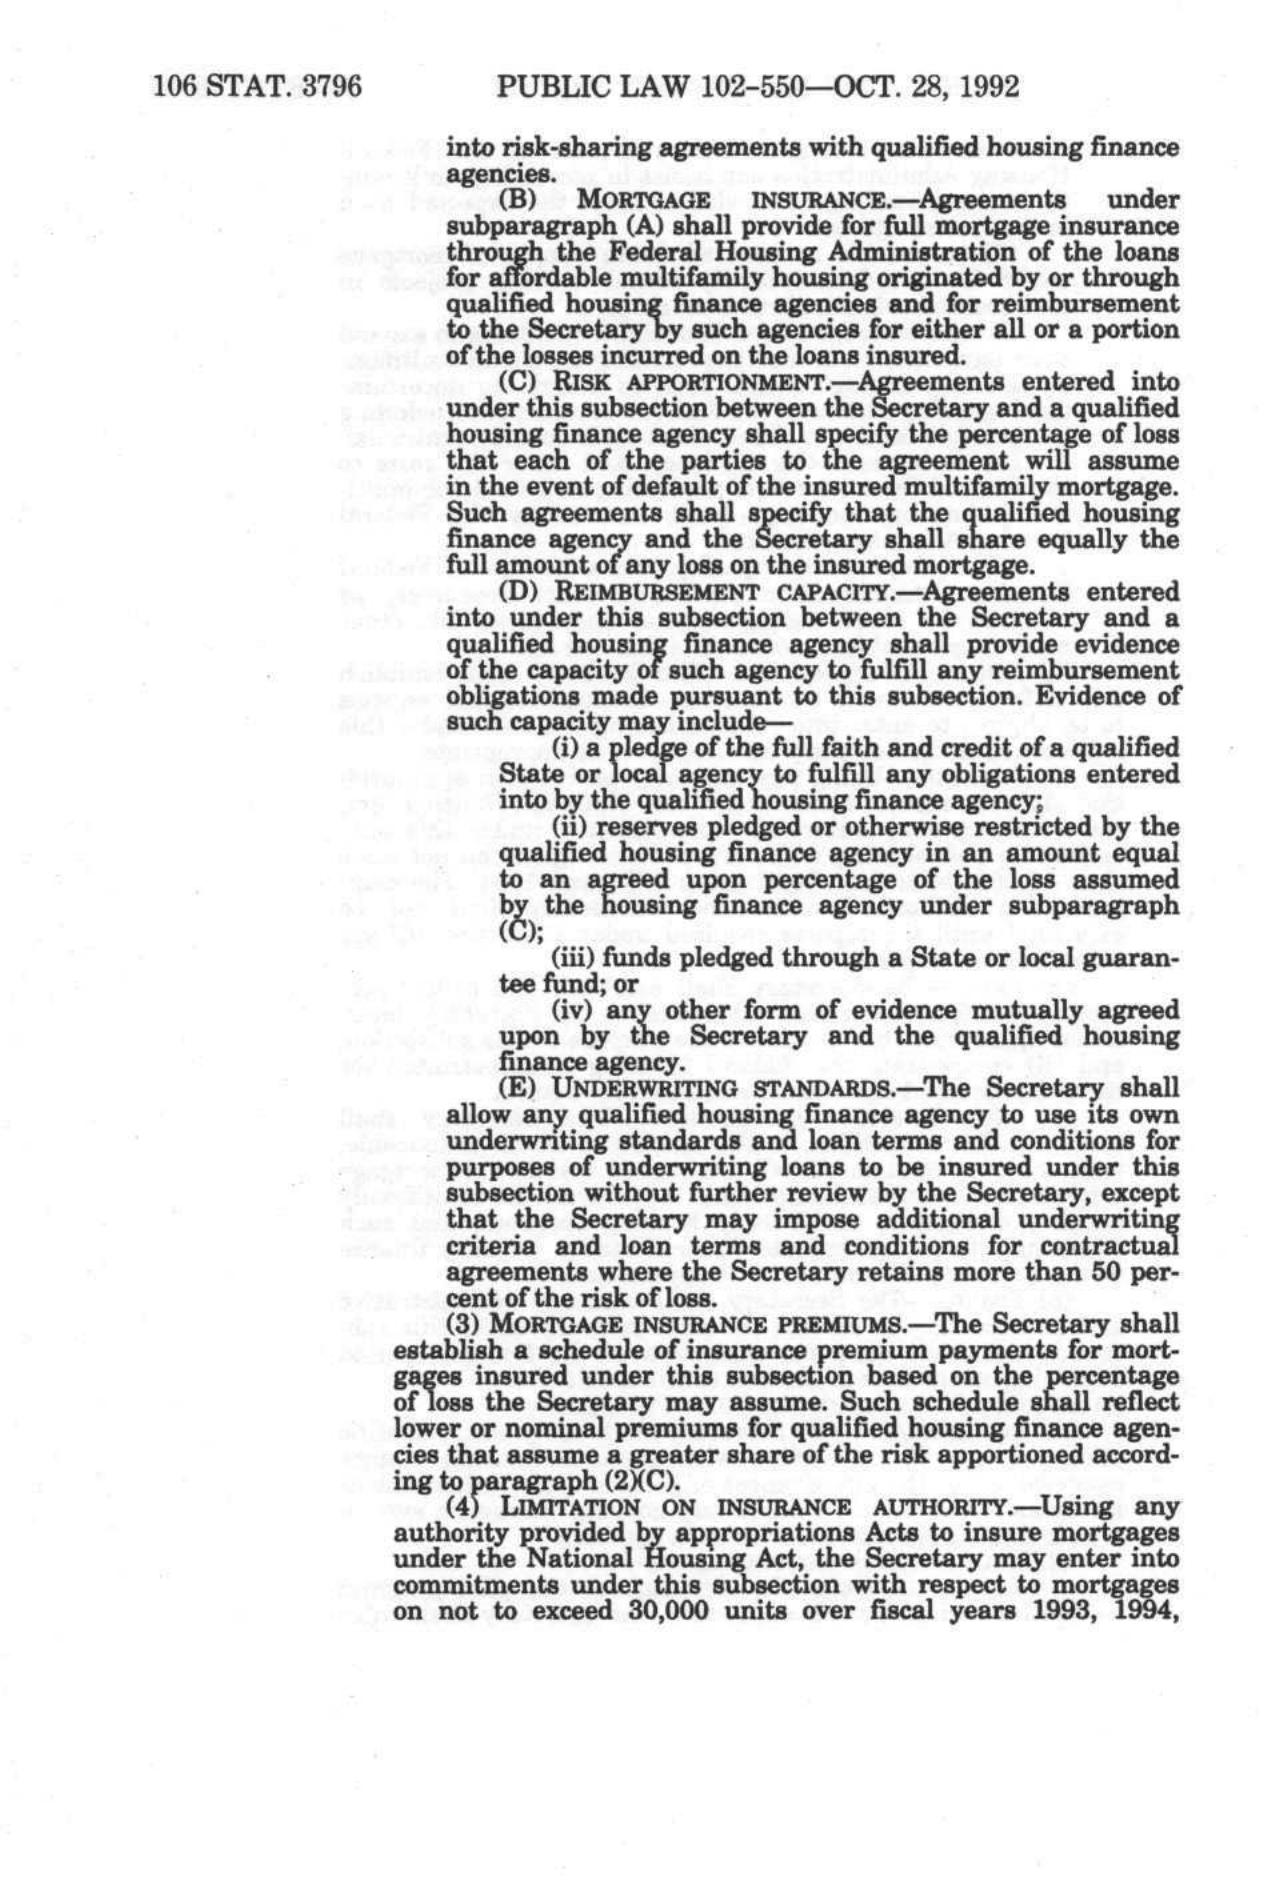 106 STAT. 3796 PUBLIC LAW 102-550—OCT. 28, 1992
into risk-sharing agreements with qualified housing finance
agencies.
(B) MORTGAGE INSURANCE.—Agreements under
subparagraph (A) shall provide for full mortgage insurance
through the Federal Housing Administration of the loans
for affordable multifamily housing originated by or through
qualified housing finance agencies and for reimbursement
to the Secretary by such agencies for either all or a portion
of the losses incurred on the loans insured.
(C) RISK APPORTIONMENT.—Agreements entered into
under this subsection between the Secretary and a qualified
housing finance agency shall specify the percentage of loss
that each of the parties to the agreement will assume
in the event of default of the insured multifamily mortgage.
Such agreements shall specify that the qualified housing
finance agency and the Secretary shall share equally the
full amount of any loss on the insured mortgage.
(D) REIMBURSEMENT CAPACITY.—Agreements entered
into under this subsection between the Secretary and a
qualified housing finance agency shall provide evidence
of the capacity of such agency to fulfill any reimbursement
obligations made pursuant to this subsection. Evidence of
such capacity may include—
(i) a pledge of the full faith and credit of a qualified
State or local agency to fulfill any obligations entered
into by the qualified housing finance agency;
(ii) reserves pledged or otherwise restricted by the
qualified housing finance agency in an amount equal
to an agreed upon percentage of the loss assumed
by the housing finance agency under subparagraph
(C);
(iii) funds pledged through a State or local guaran-
tee fund; or
(iv) any other form of evidence mutually agreed
upon by the Secretary and the qualified housing
finance agency.
(E) UNDERWRITING STANDARDS.—The Secretary shall
allow any qualified housing finance agency to use its own
underwriting standards and loan terms and conditions for
purposes of underwriting loans to be insured under this
subsection without further review by the Secretary, except
that the Secretary may impose additional underwriting
criteria and loan terms and conditions for contractual
agreements where the Secretary retains more than 50 per-
cent of the risk of loss.
(3) MORTGAGE INSURANCE PREMIUMS.—The Secretary shall
establish a schedule of insurance premium payments for mort-
gages insured under this subsection based on the percentage
of loss the Secretary may assume. Such schedule shall reflect
lower or nominal premiums for qualified housing finance agen-
cies that assume a greater share of the risk apportioned accord-
ing to paragraph (2)(C).
(4) LIMITATION ON INSURANCE AUTHORITY.—Using any
authority provided by appropriations Acts to insure mortgages
under the National Housing Act, the Secretary may enter into
commitments under this subsection with respect to mortgages
on not to exceed 30,000 units over fiscal years 1993, 1994,